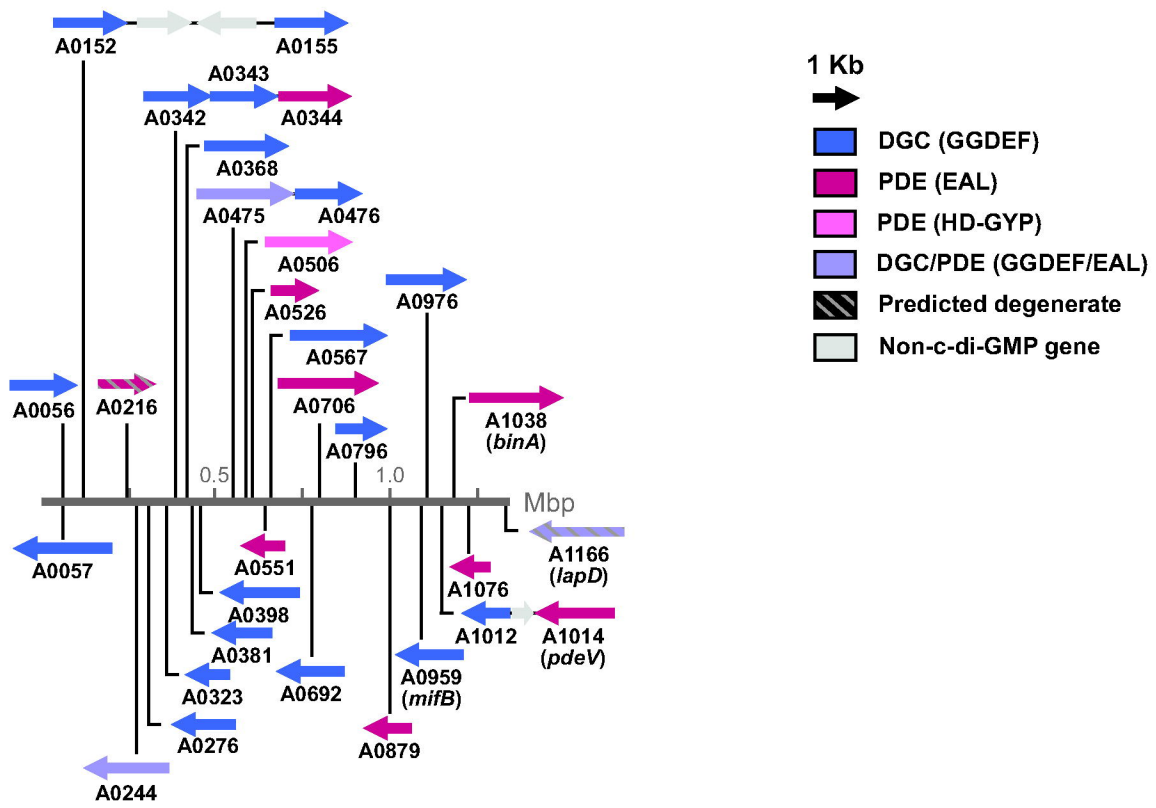 A0152
A0155
A0343
A0342
A0344
A0368
A0475
A0476
A0506
A0526
A0976
A0567
A0056
A0216
A0706
A0796
A1038
(binA)
0.5
1.0
Mbp
A0057
A0551
A1166
(lapD)
A1076
A0398
A0381
A1012
A1014
(pdeV)
A0323
A0692
A0959
(mifB)
A0276
A0879
A0244
1 Kb
DGC (GGDEF)
PDE (EAL)
PDE (HD-GYP)
DGC/PDE (GGDEF/EAL)
Predicted degenerate
Non-c-di-GMP gene